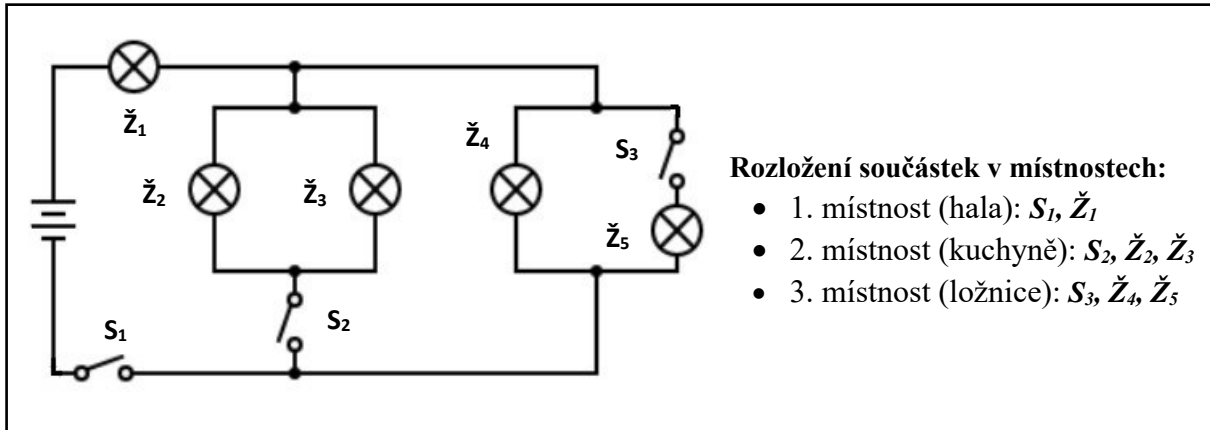 Ž1
Ž2
Ž3
Ž4
S3
Ž5
S2
S1
Rozložení součástek v místnostech:
• 1. místnost (hala): S1, Ž1
• 2. místnost (kuchyně): S2, Ž2, Ž3
• 3. místnost (ložnice): S3, Ž4, Ž5